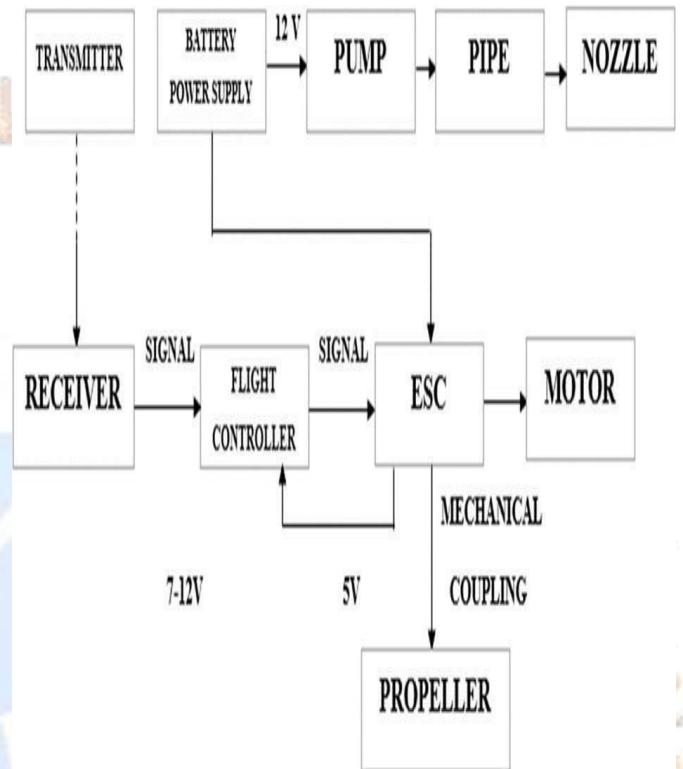 TRANSMITTER
BATTERY
POWER SUPPLY
12 V
PUMP
PIPE
NOZZLE
RECEIVER
SIGNAL
FLIGHT
CONTROLLER
SIGNAL
ESC
MOTOR
MECHANICAL
COUPLING
7-12V
5V
PROPELLER